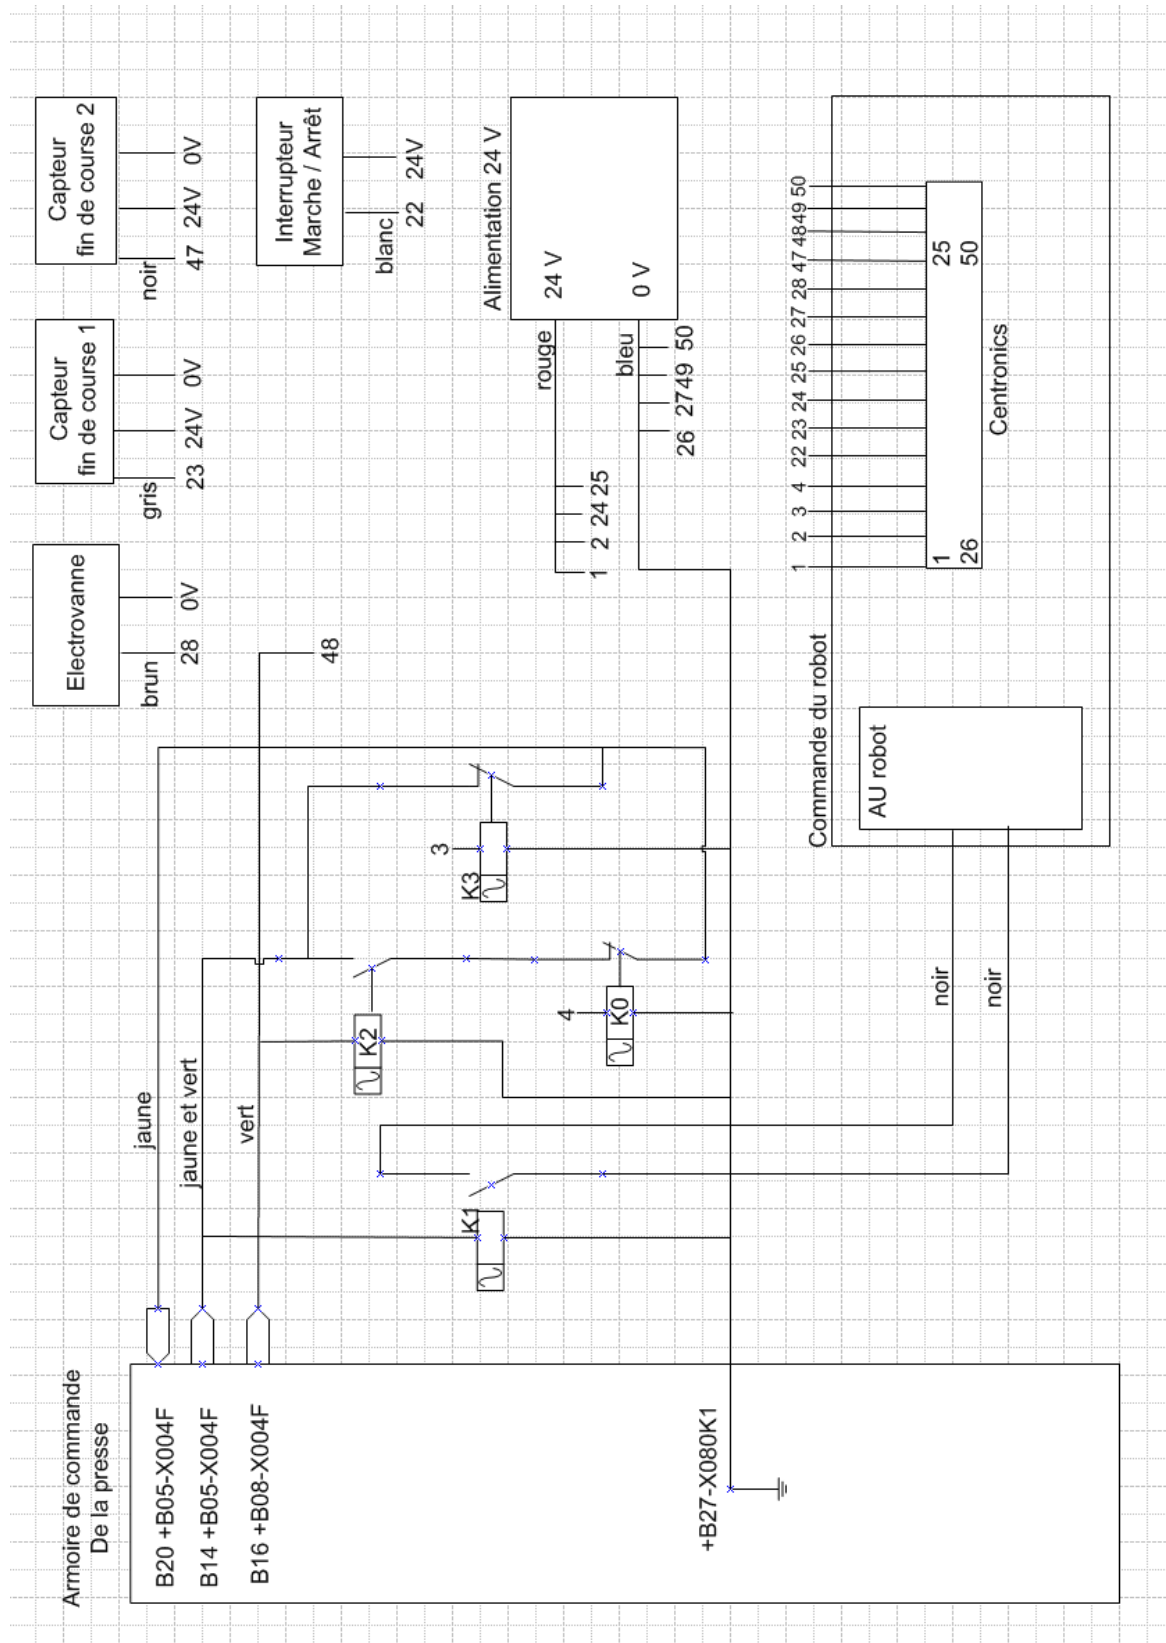 Armoire de commande
De la presse
B20 +B05-X004F
B14 +B05-X004F
B16 +B08-X004F
+B27-X080K1
jaune
jaune et vert
vert
K1
K2
K0
4
K3
3
48
noir
noir
Electrovanne
brun
28
0V
Capteur
fin de course 1
gris
23
24V
0V
Capteur
fin de course 2
noir
47
24V
0V
Interrupteur
Marche / Arrêt
blanc
22
24V
Alimentation 24 V
24 V
0 V
rouge
bleu
1 2 24 25
26 27 49 50
Commande du robot
AU robot
1 2 3 4 22 23 24 25 26 27 28 47 48 49 50
1 25
26 50
Centronics